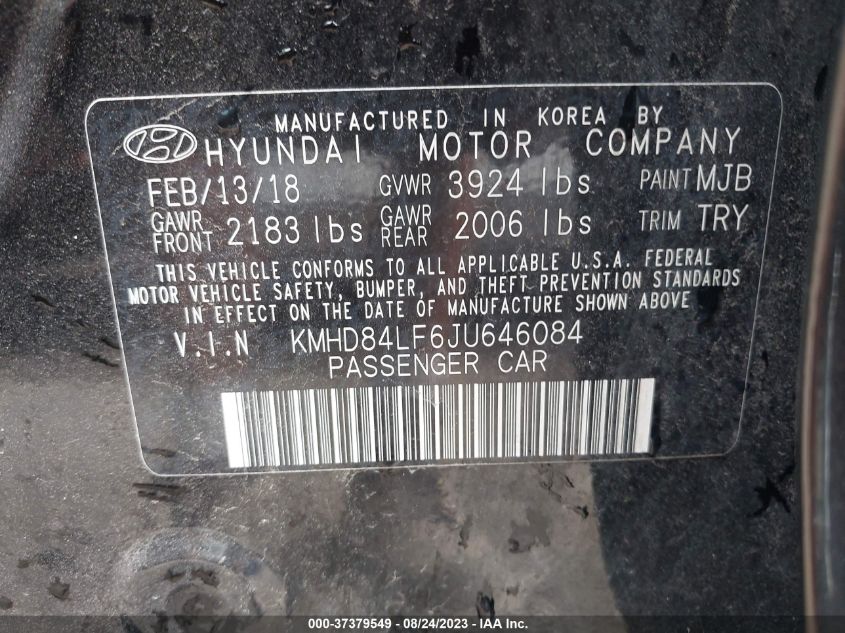 MANUFACTURED IN KOREA BY
HYUNDAI MOTOR COMPANY
FEB/13/18 GVWR 3924 lbs PAINT MJB
GAWR FRONT 2183 lbs GAWR REAR 2006 lbs TRIM TRY
THIS VEHICLE CONFORMS TO ALL APPLICABLE U.S.A. FEDERAL
MOTOR VEHICLE SAFETY, BUMPER, AND THEFT PREVENTION STANDARDS
IN EFFECT ON THE DATE OF MANUFACTURE SHOWN ABOVE
V.I.N KMHD84LF6JU646084
PASSENGER CAR
000-37379549 - 08/24/2023 - www.iaai.com